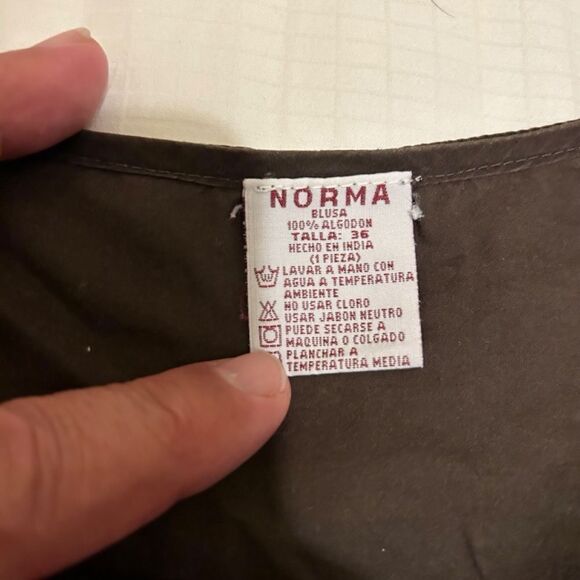 NORMA
BLUSA
100% ALGODON
TALLA: 36
HECHO EN INDIA
(1 PIEZA)
LAVAR A MANO CON
AGUA A TEMPERATURA
AMBIENTE
NO USAR CLORO
USAR JABON NEUTRO
PUEDE SECARSE A
MAQUINA O COLGADO
PLANCHAR A
TEMPERATURA MEDIA